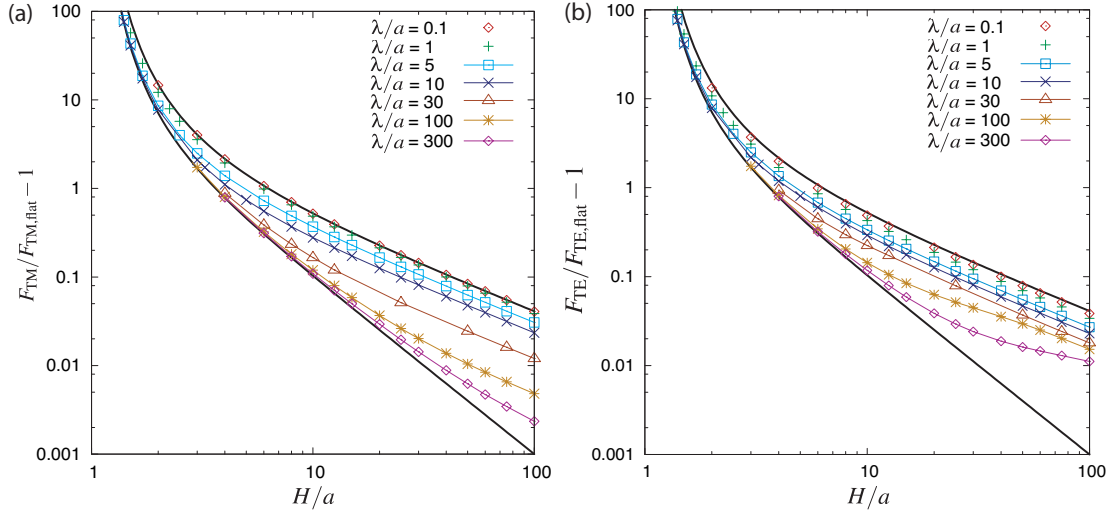 (a)
F_TM/F_TM,flat − 1
100
10
1
0.1
0.01
0.001
1
10
100
H/a
λ/a = 0.1
λ/a = 1
λ/a = 5
λ/a = 10
λ/a = 30
λ/a = 100
λ/a = 300
(b)
F_TE/F_TE,flat − 1
100
10
1
0.1
0.01
0.001
1
10
100
H/a
λ/a = 0.1
λ/a = 1
λ/a = 5
λ/a = 10
λ/a = 30
λ/a = 100
λ/a = 300